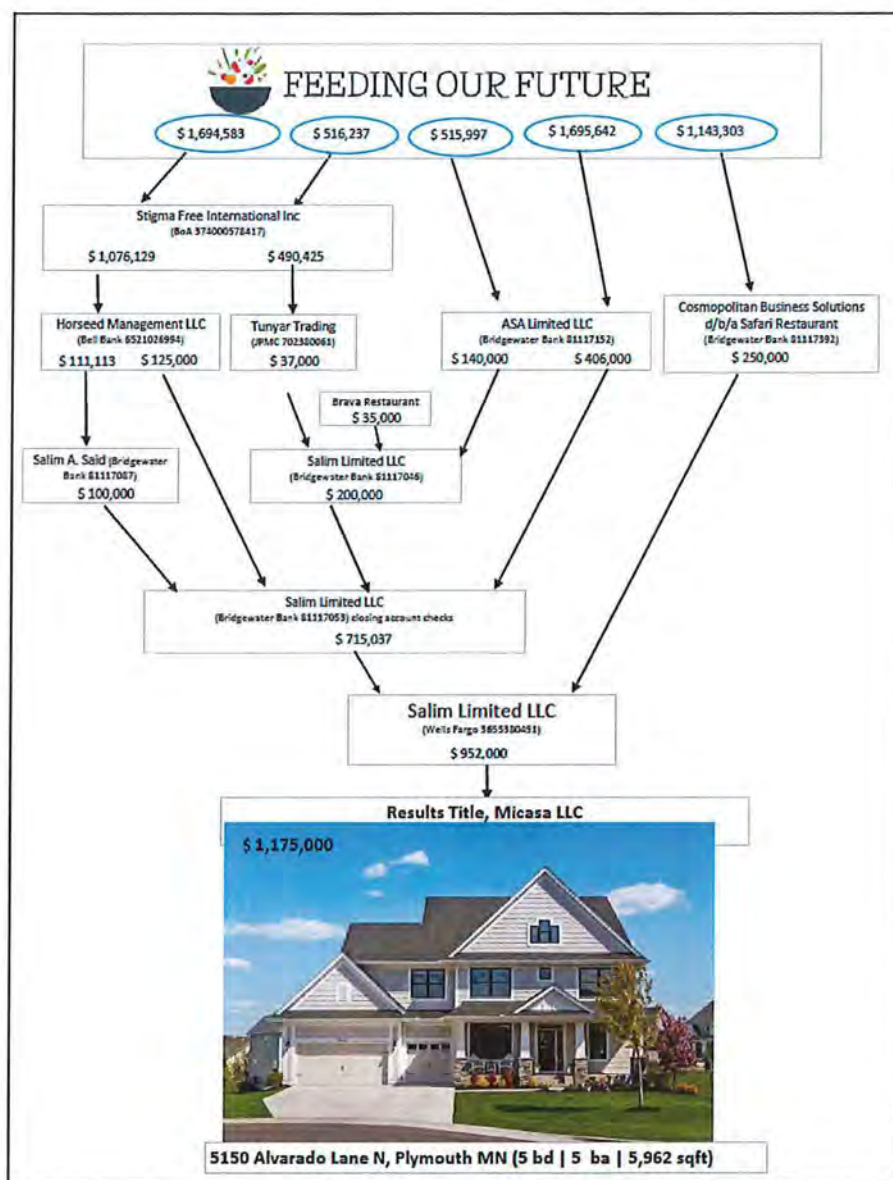 FEEDING OUR FUTURE
$ 1,694,583 $ 516,237 $ 515,997 $ 1,695,642 $ 1,143,303
Stigma Free International Inc
(BoA 374000578417)
$ 1,076,129 $ 490,425
Horseed Management LLC
(Bell Bank 6521026994)
$ 111,113 $ 125,000
Tunyar Trading
(JPMC 702380061)
$ 37,000
ASA Limited LLC
(Bridgewater Bank 81117152)
$ 140,000 $ 406,000
Cosmopolitan Business Solutions
d/b/a Safari Restaurant
(Bridgewater Bank 81117392)
$ 250,000
Brava Restaurant
$ 35,000
Salim A. Said (Bridgewater
Bank 81117087)
$ 100,000
Salim Limited LLC
(Bridgewater Bank 81117046)
$ 200,000
Salim Limited LLC
(Bridgewater Bank 81117053) closing account checks
$ 715,037
Salim Limited LLC
(Wells Fargo 3655380451)
$ 952,000
Results Title, Micasa LLC
$ 1,175,000
5150 Alvarado Lane N, Plymouth MN (5 bd | 5 ba | 5,962 sqft)